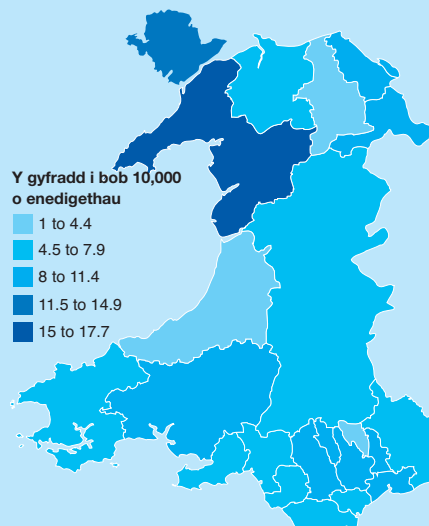 Y gyfradd i bob 10,000
o enedigethau
1 to 4.4
4.5 to 7.9
8 to 11.4
11.5 to 14.9
15 to 17.7